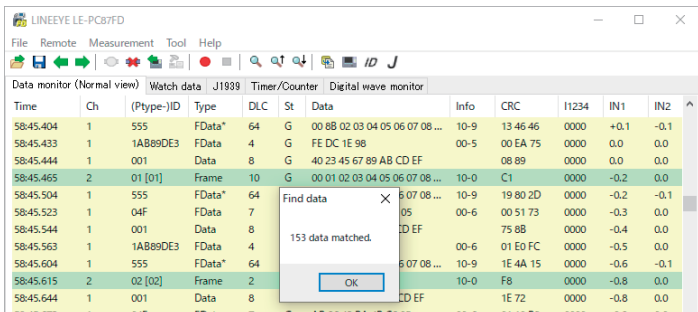 LINEEYE LE-PC87FD
File Remote Measurement Tool Help
ID J
Data monitor (Normal view) Watch data J1939 Timer/Counter Digital wave monitor
Time Ch (Ptype-)ID Type DLC St Data Info CRC I1234 IN1 IN2
58:45.404 1 555 FData* 64 G 00 8B 02 03 04 05 06 07 08 ... 10-9 13 46 46 0000 +0.1 -0.1
58:45.433 1 1AB89DE3 FData 4 G FE DC 1E 98 00-5 00 EA 75 0000 0.0 0.0
58:45.444 1 001 Data 8 G 40 23 45 67 89 AB CD EF 08 89 0000 0.0 0.0
58:45.465 2 01 [01] Frame 10 G 00 01 02 03 04 05 06 07 08 ... 10-0 C1 0000 -0.2 0.0
58:45.504 1 555 FData* 64 6 07 08 ... 10-9 19 80 2D 0000 -0.2 -0.1
58:45.523 1 04F FData 7 05 00-6 00 51 73 0000 -0.3 0.0
58:45.544 1 001 Data 8 CD EF 75 8B 0000 -0.4 0.0
58:45.563 1 1AB89DE3 FData 4 00-6 01 E0 FC 0000 -0.5 0.0
58:45.604 1 555 FData* 64 6 07 08 ... 10-9 1E 4A 15 0000 -0.6 -0.1
58:45.615 2 02 [02] Frame 2 10-0 F8 0000 -0.8 0.0
58:45.644 1 001 Data 8 CD EF 1E 72 0000 -0.8 0.0
Find data
153 data matched.
OK